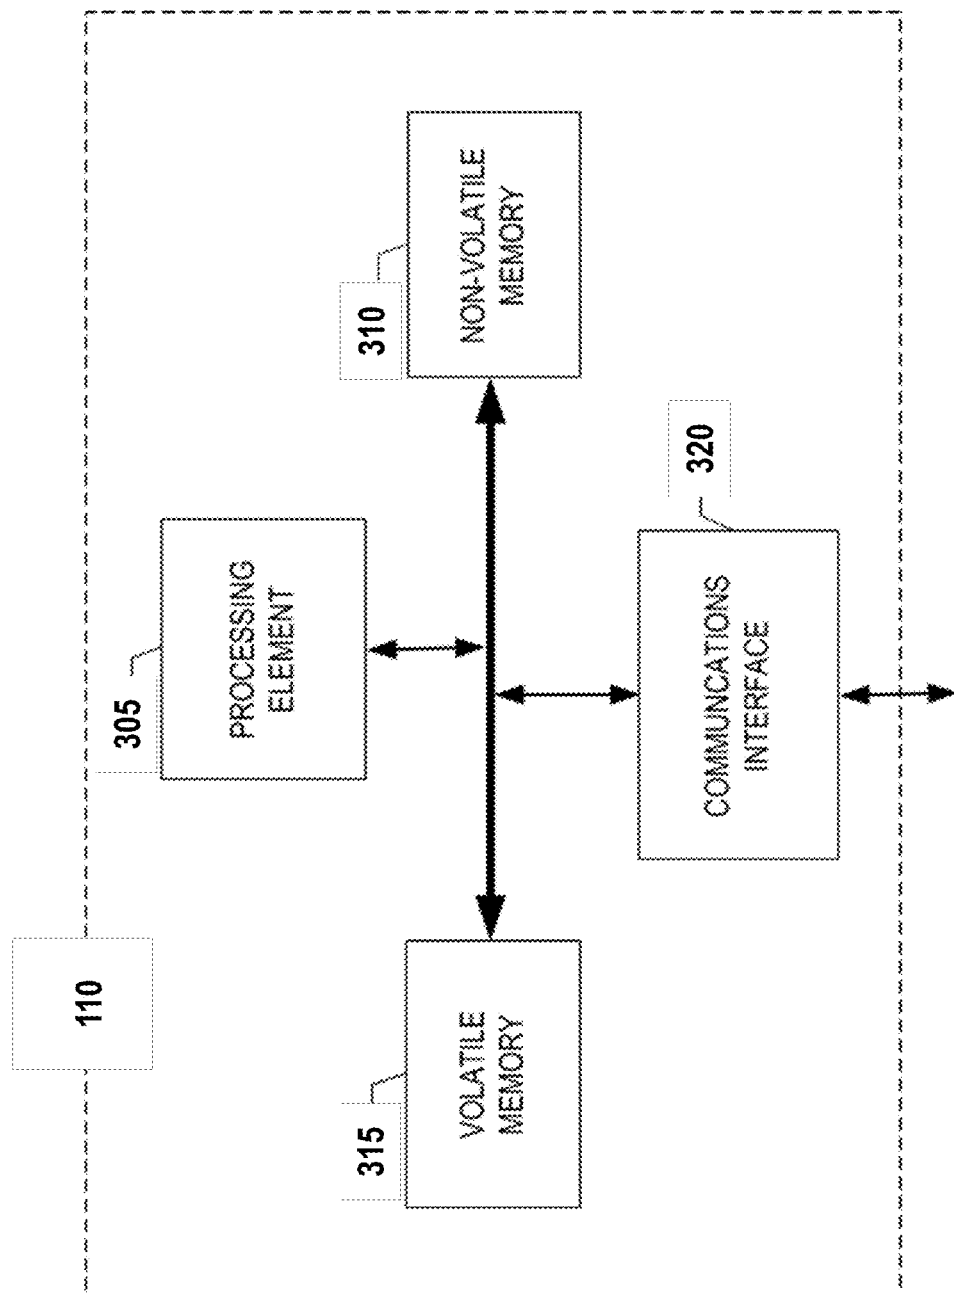 110
305
PROCESSING
ELEMENT
315
VOLATILE
MEMORY
310
NON-VOLATILE
MEMORY
320
COMMUNCATIONS
INTERFACE